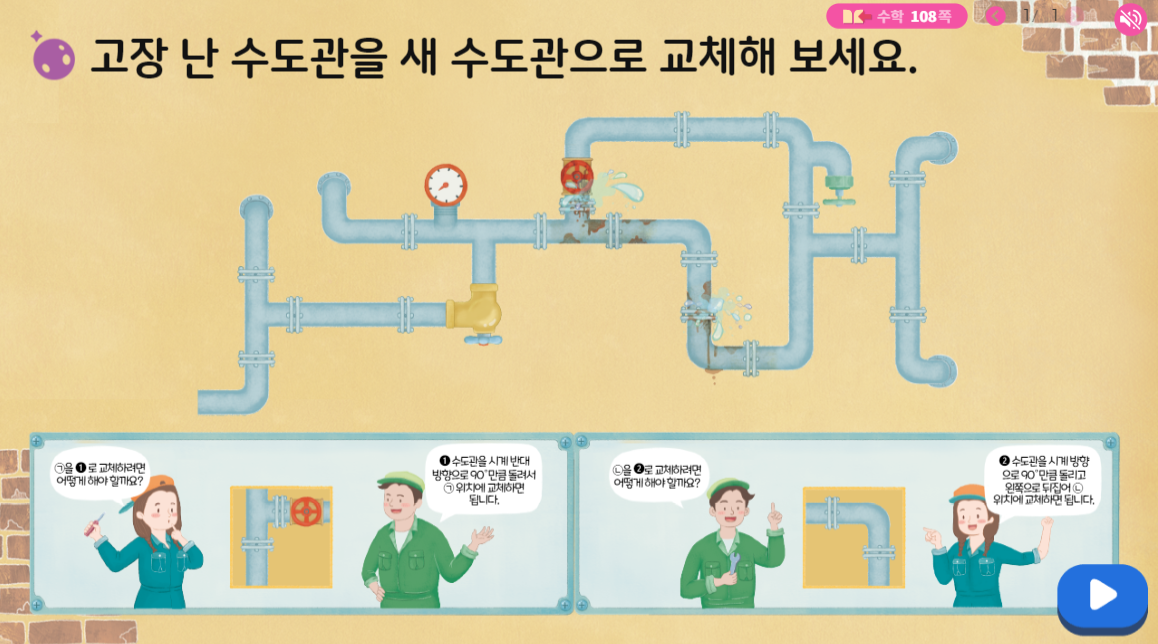 수학 108쪽
1/ 1
고장 난 수도관을 새 수도관으로 교체해 보세요.
㉠을 ❶ 로 교체하려면
어떻게 해야 할까요?
❶ 수도관을 시계 반대
방향으로 90°만큼 돌려서
㉠ 위치에 교체하면
됩니다.
㉡을 ❷로 교체하려면
어떻게 해야 할까요?
❷ 수도관을 시계 방향
으로 90°만큼 돌리고
왼쪽으로 뒤집어 ㉡
위치에 교체하면 됩니다.